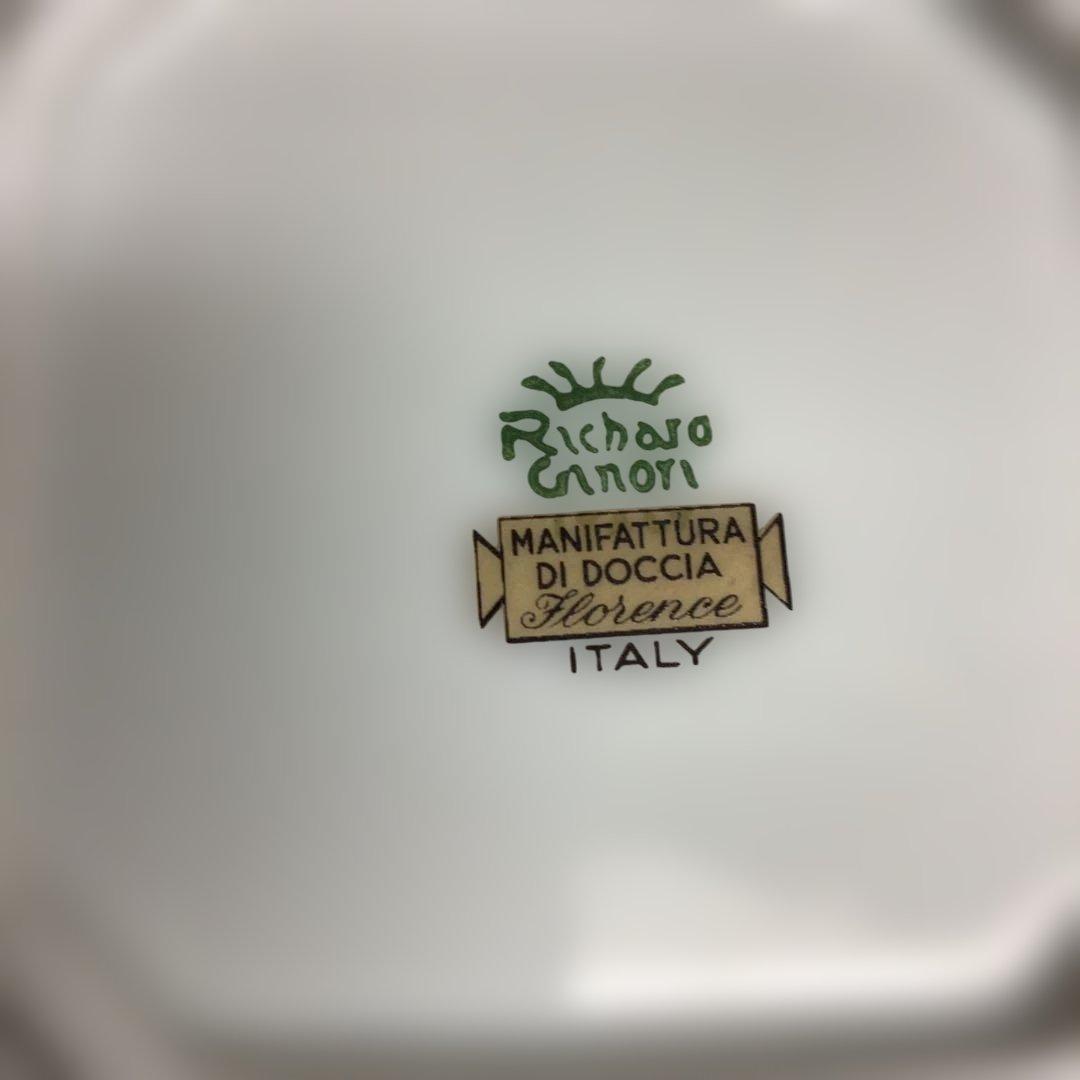 Richard
Ginori
MANIFATTURA
DI DOCCIA
Florence
ITALY